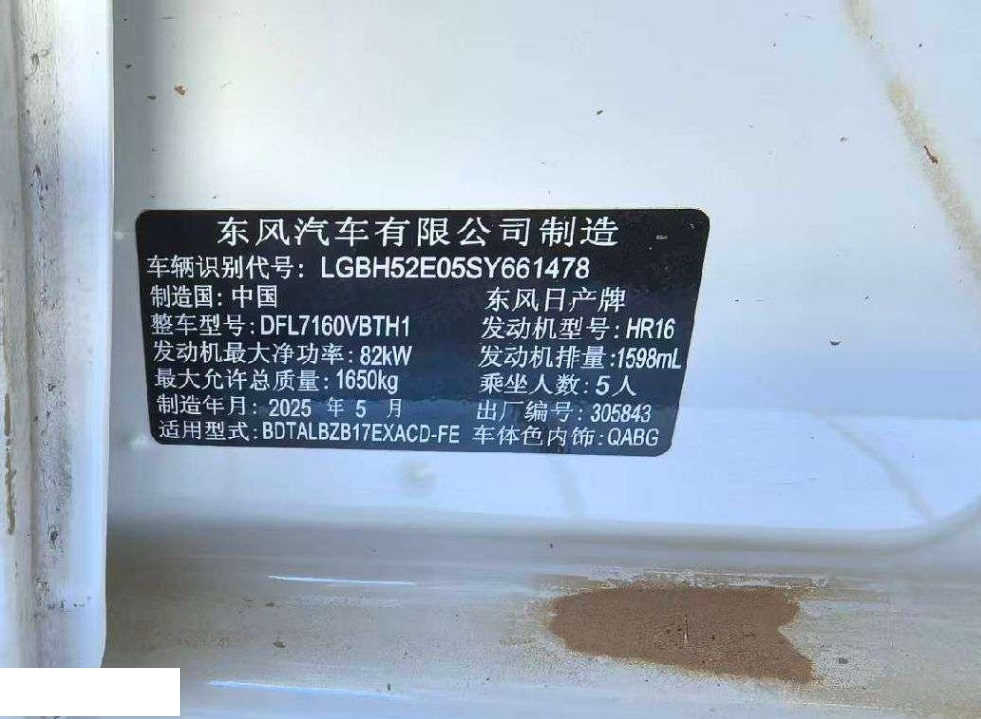 东风汽车有限公司制造
车辆识别代号: LGBH52E05SY661478
制造国: 中国 东风日产牌
整车型号: DFL7160VBTH1 发动机型号: HR16
发动机最大净功率: 82kW 发动机排量: 1598mL
最大允许总质量: 1650kg 乘坐人数: 5人
制造年月: 2025 年 5 月 出厂编号: 305843
适用型式: BDTALBZB17EXACD-FE 车体色内饰: QABG